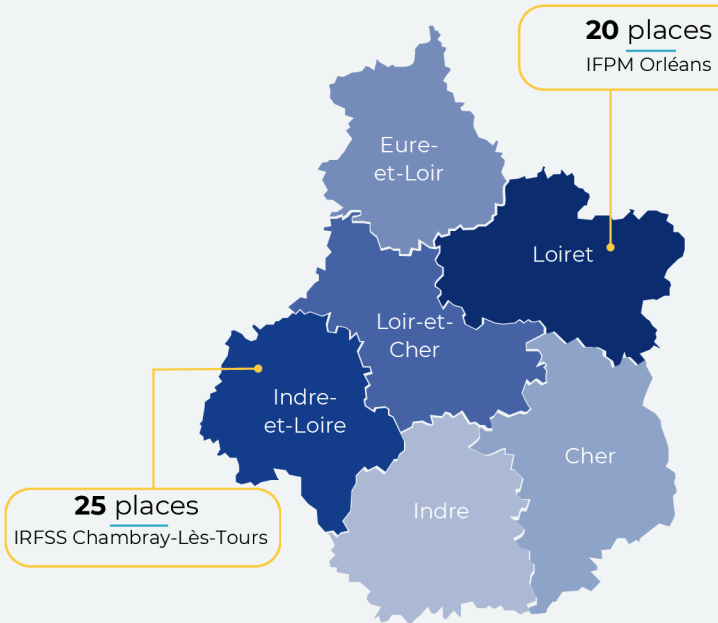 20 places
IFPM Orléans
Eure-
et-Loir
Loiret
Loir-et-
Cher
Indre-
et-Loire
Cher
Indre
25 places
IRFSS Chambray-Lès-Tours